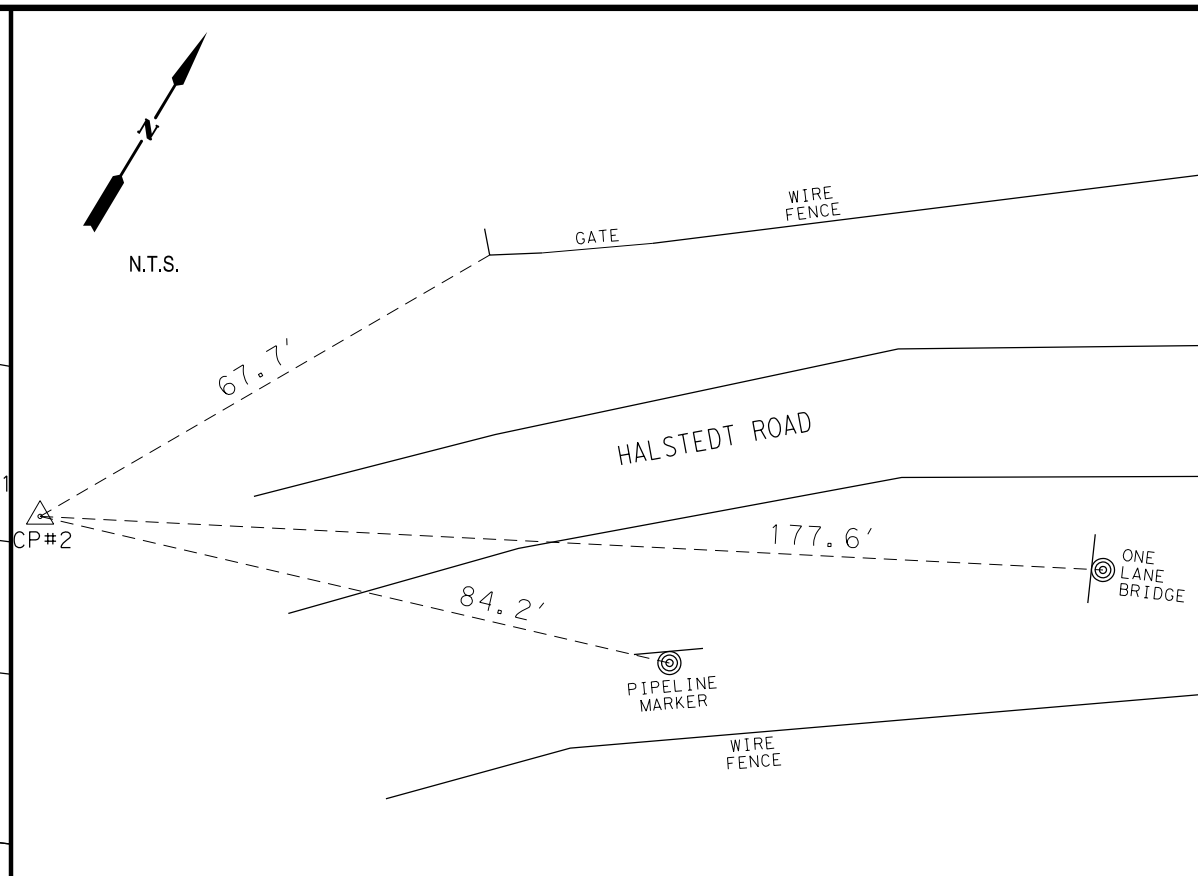 N
N.T.S.
WIRE
FENCE
GATE
67.7'
HALSTEDT ROAD
1
CP#2
177.6'
ONE
LANE
BRIDGE
84.2'
PIPELINE
MARKER
WIRE
FENCE